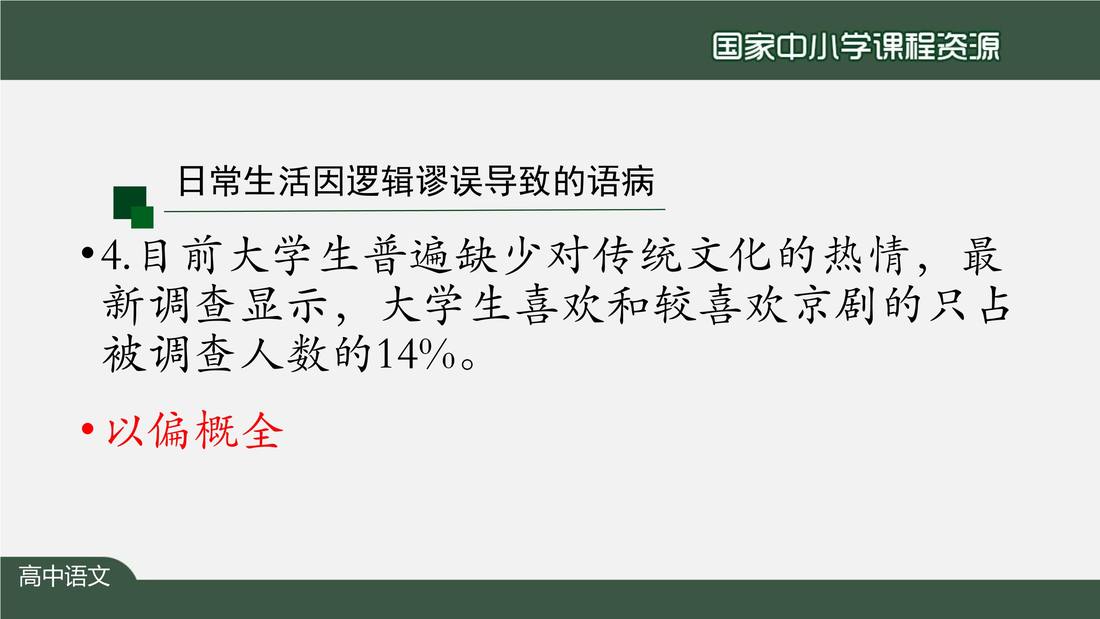 国家中小学课程资源
日常生活因逻辑谬误导致的语病
•4.目前大学生普遍缺少对传统文化的热情，最
新调查显示，大学生喜欢和较喜欢京剧的只占
被调查人数的14%。
•以偏概全
高中语文